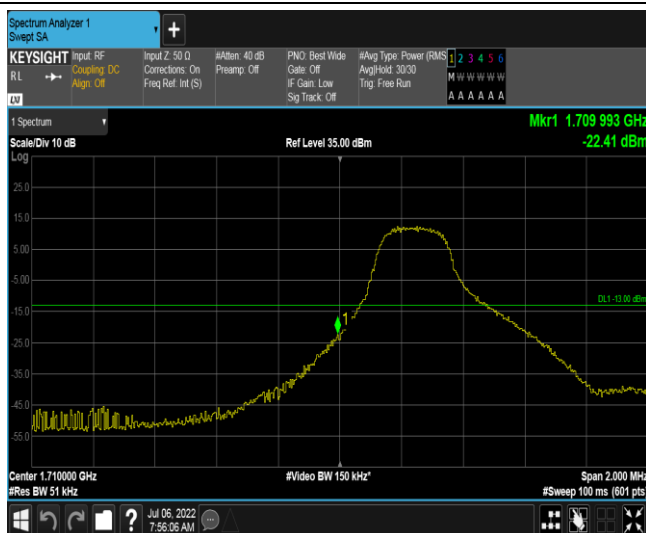 Spectrum Analyzer 1
Swept SA
+
KEYSIGHT
RL
LXI
Input: RF
Coupling: DC
Align: Off
Input Z: 50 Ω
Corrections: On
Freq Ref: Int (S)
#Atten: 40 dB
Preamp: Off
PNO: Best Wide
Gate: Off
IF Gain: Low
Sig Track: Off
#Avg Type: Power (RMS
Avg|Hold: 30/30
Trig: Free Run
1 2 3 4 5 6
M W W W W W
A A A A A A
1 Spectrum
Scale/Div 10 dB
Ref Level 35.00 dBm
Mkr1 1.709 993 GHz
-22.41 dBm
Log
25.0
15.0
5.00
-5.00
-15.0
-25.0
-35.0
-45.0
-55.0
DL1 -13.00 dBm
1
Center 1.710000 GHz
#Res BW 51 kHz
#Video BW 150 kHz*
Span 2.000 MHz
#Sweep 100 ms (601 pts)
?
Jul 06, 2022
7:56:06 AM